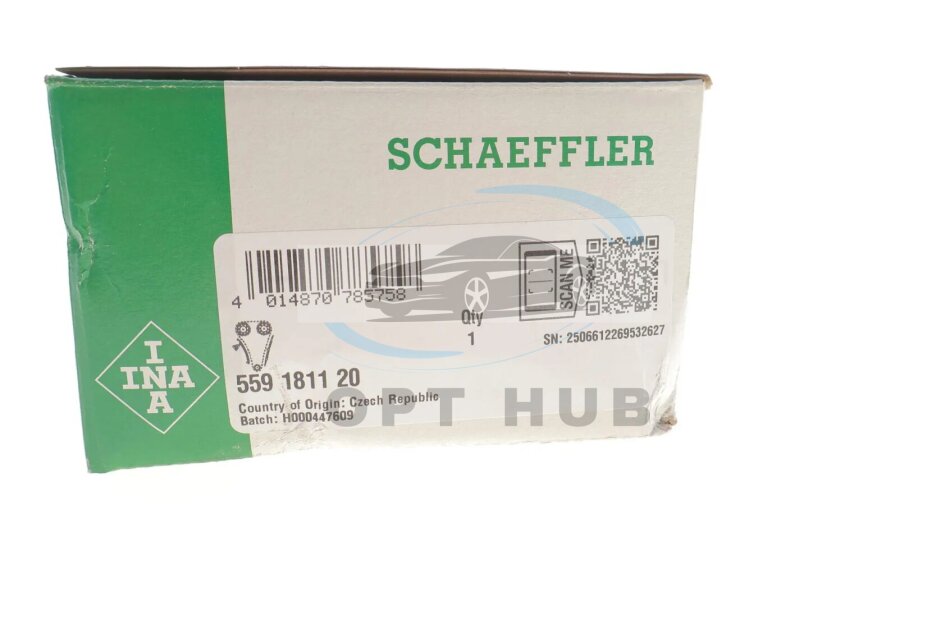 SCHAEFFLER
4 014870 785758
SCAN ME
Qty
1
SN: 2506612269532627
559 1811 20
Country of Origin: Czech Republic
Batch: H000447609
INA
INA
OPT HUB